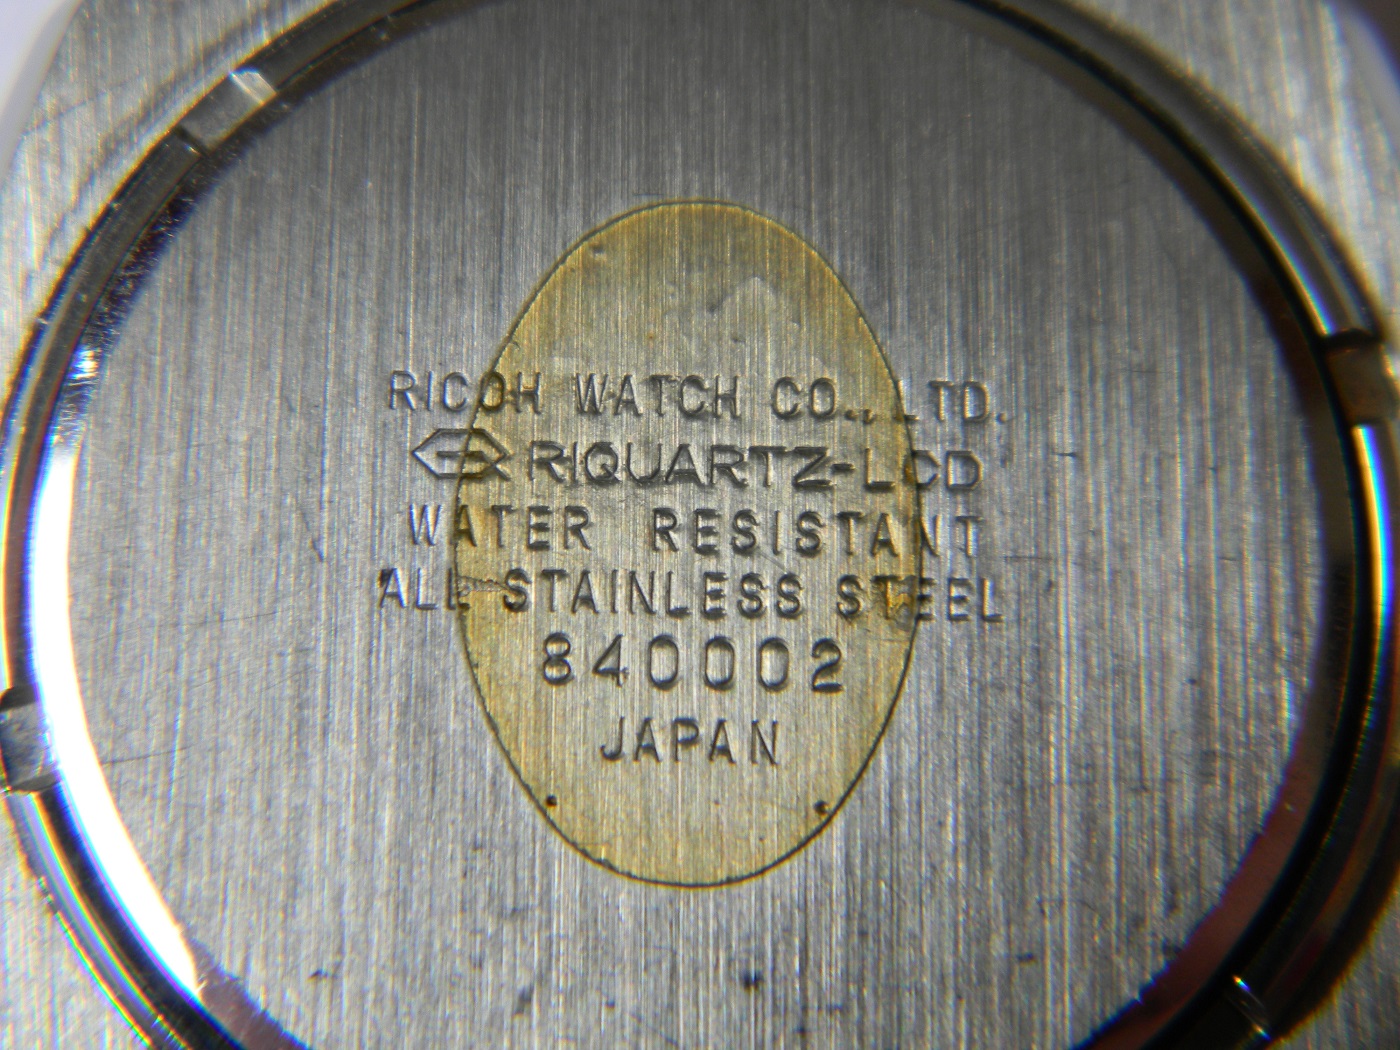 RICOH WATCH CO., LTD.
RIQUARTZ-LCD
WATER RESISTANT
ALL STAINLESS STEEL
840002
JAPAN